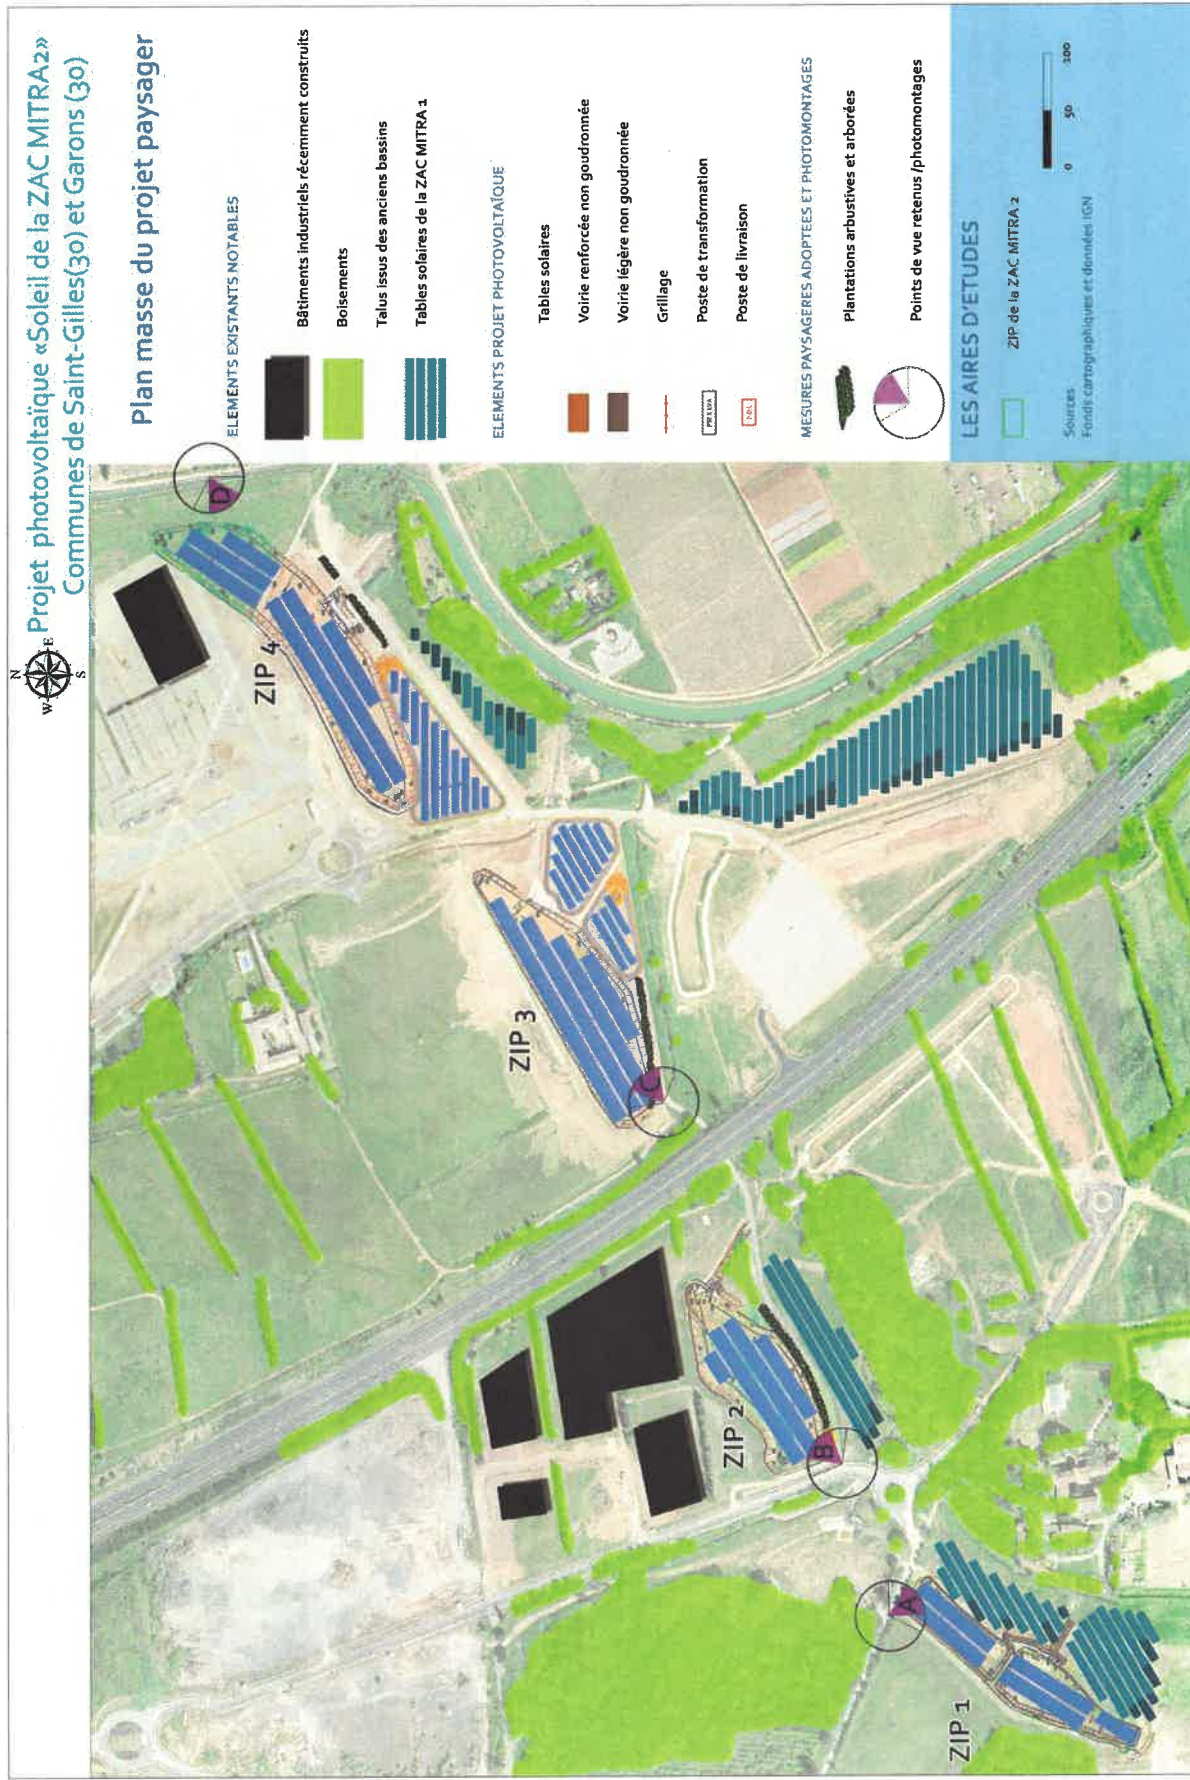 Projet photovoltaïque «Soleil de la ZAC MITRA2»
Communes de Saint-Gilles(30) et Garons (30)
N
W
E
S
Plan masse du projet paysager
ELEMENTS EXISTANTS NOTABLES
Bâtiments industriels récemment construits
Boisements
Talus issus des anciens bassins
Tables solaires de la ZAC MITRA 1
ELEMENTS PROJET PHOTOVOLTAÏQUE
Tables solaires
Voirie renforcée non goudronnée
Voirie légère non goudronnée
Grillage
Poste de transformation
Poste de livraison
MESURES PAYSAGERES ADOPTEES ET PHOTOMONTAGES
Plantations arbustives et arborées
Points de vue retenus /photomontages
LES AIRES D'ETUDES
ZIP de la ZAC MITRA 2
0 50 100
Sources
Fonds cartographiques et données IGN
ZIP 4
D
ZIP 3
C
ZIP 2
B
ZIP 1
A